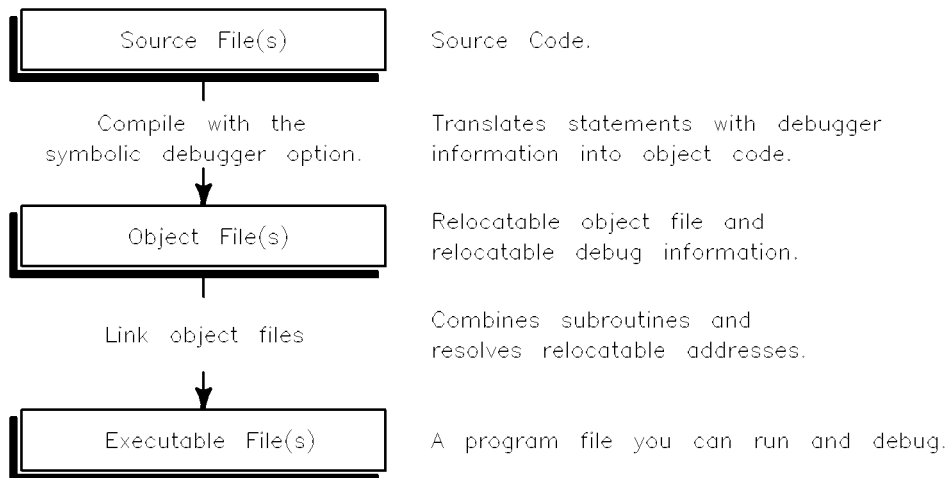 Source File(s)
Source Code.
Compile with the
symbolic debugger option.
Translates statements with debugger
information into object code.
Object File(s)
Relocatable object file and
relocatable debug information.
Link object files
Combines subroutines and
resolves relocatable addresses.
Executable File(s)
A program file you can run and debug.